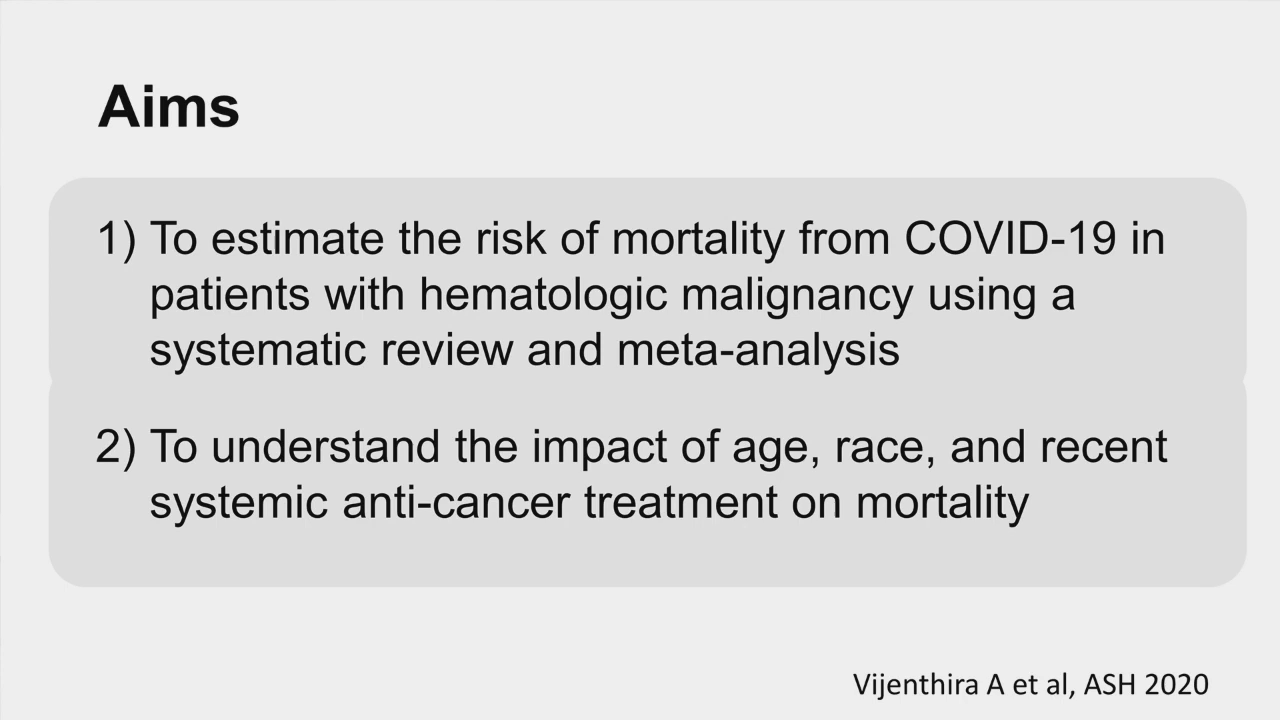 Aims
1) To estimate the risk of mortality from COVID-19 in
patients with hematologic malignancy using a
systematic review and meta-analysis
2) To understand the impact of age, race, and recent
systemic anti-cancer treatment on mortality
Vijenthira A et al, ASH 2020